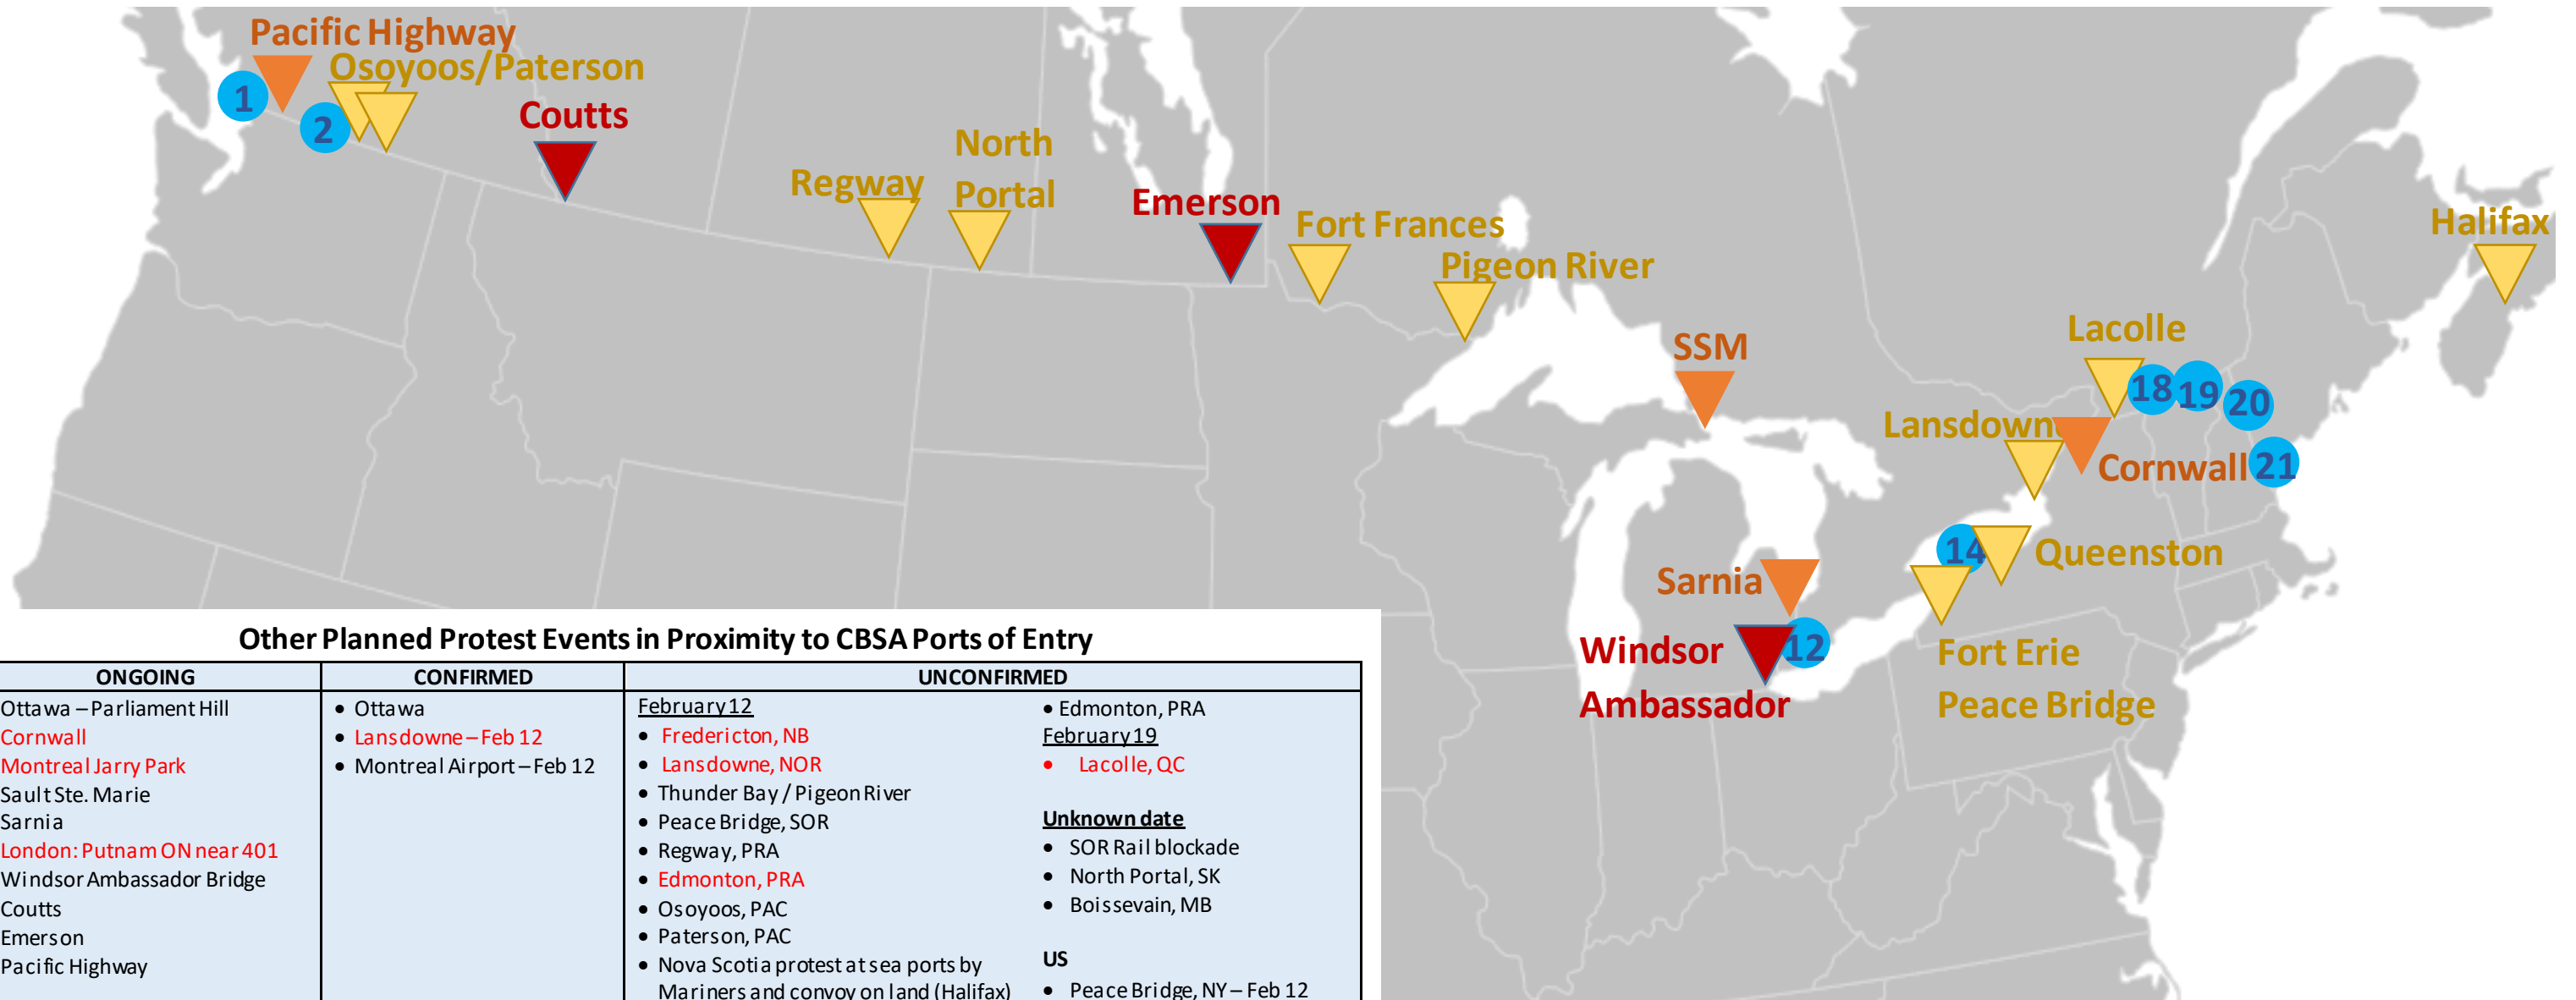 Pacific Highway
Osoyoos/Paterson
1
2
Coutts
Regway
North
Portal
Emerson
Fort Frances
Pigeon River
Halifax
SSM
Lacolle
18
19
20
Lansdown
Cornwall
21
14
Queenston
Sarnia
12
Windsor
Ambassador
Fort Erie
Peace Bridge
Other Planned Protest Events in Proximity to CBSA Ports of Entry
ONGOING
Ottawa – Parliament Hill
Cornwall
Montreal Jarry Park
Sault Ste. Marie
Sarnia
London: Putnam ON near 401
Windsor Ambassador Bridge
Coutts
Emerson
Pacific Highway
CONFIRMED
• Ottawa
• Lansdowne – Feb 12
• Montreal Airport – Feb 12
UNCONFIRMED
February 12
• Fredericton, NB
• Lansdowne, NOR
• Thunder Bay / Pigeon River
• Peace Bridge, SOR
• Regway, PRA
• Edmonton, PRA
• Osoyoos, PAC
• Paterson, PAC
• Nova Scotia protest at sea ports by
Mariners and convoy on land (Halifax)
• Edmonton, PRA
February 19
• Lacolle, QC
Unknown date
• SOR Rail blockade
• North Portal, SK
• Boissevain, MB
US
• Peace Bridge, NY – Feb 12